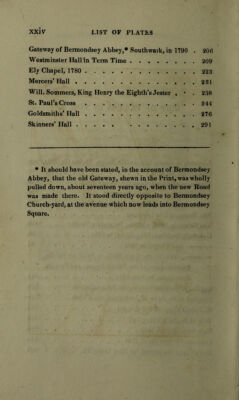 xxiv LIST OF PLATES
Gateway of Bermondsey Abbey,* Southwark, in 1790 . 206
Westminster Hall in Term Time . . . . . . . . 209
Ely Chapel, 1780 . . . . . . . . . . . . . 223
Mercers' Hall . . . . . . . . . . . . . . 231
Will. Sommers, King Henry the Eighth's Jester . . . 238
St. Paul's Cross . . . . . . . . . . . . . 244
Goldsmiths' Hall . . . . . . . . . . . . . 276
Skinners' Hall . . . . . . . . . . . . . . 291
* It should have been stated, in the account of Bermondsey
Abbey, that the old Gateway, shewn in the Print, was wholly
pulled down, about seventeen years ago, when the new Road
was made there. It stood directly opposite to Bermondsey
Church-yard, at the avenue which now leads into Bermondsey
Square.